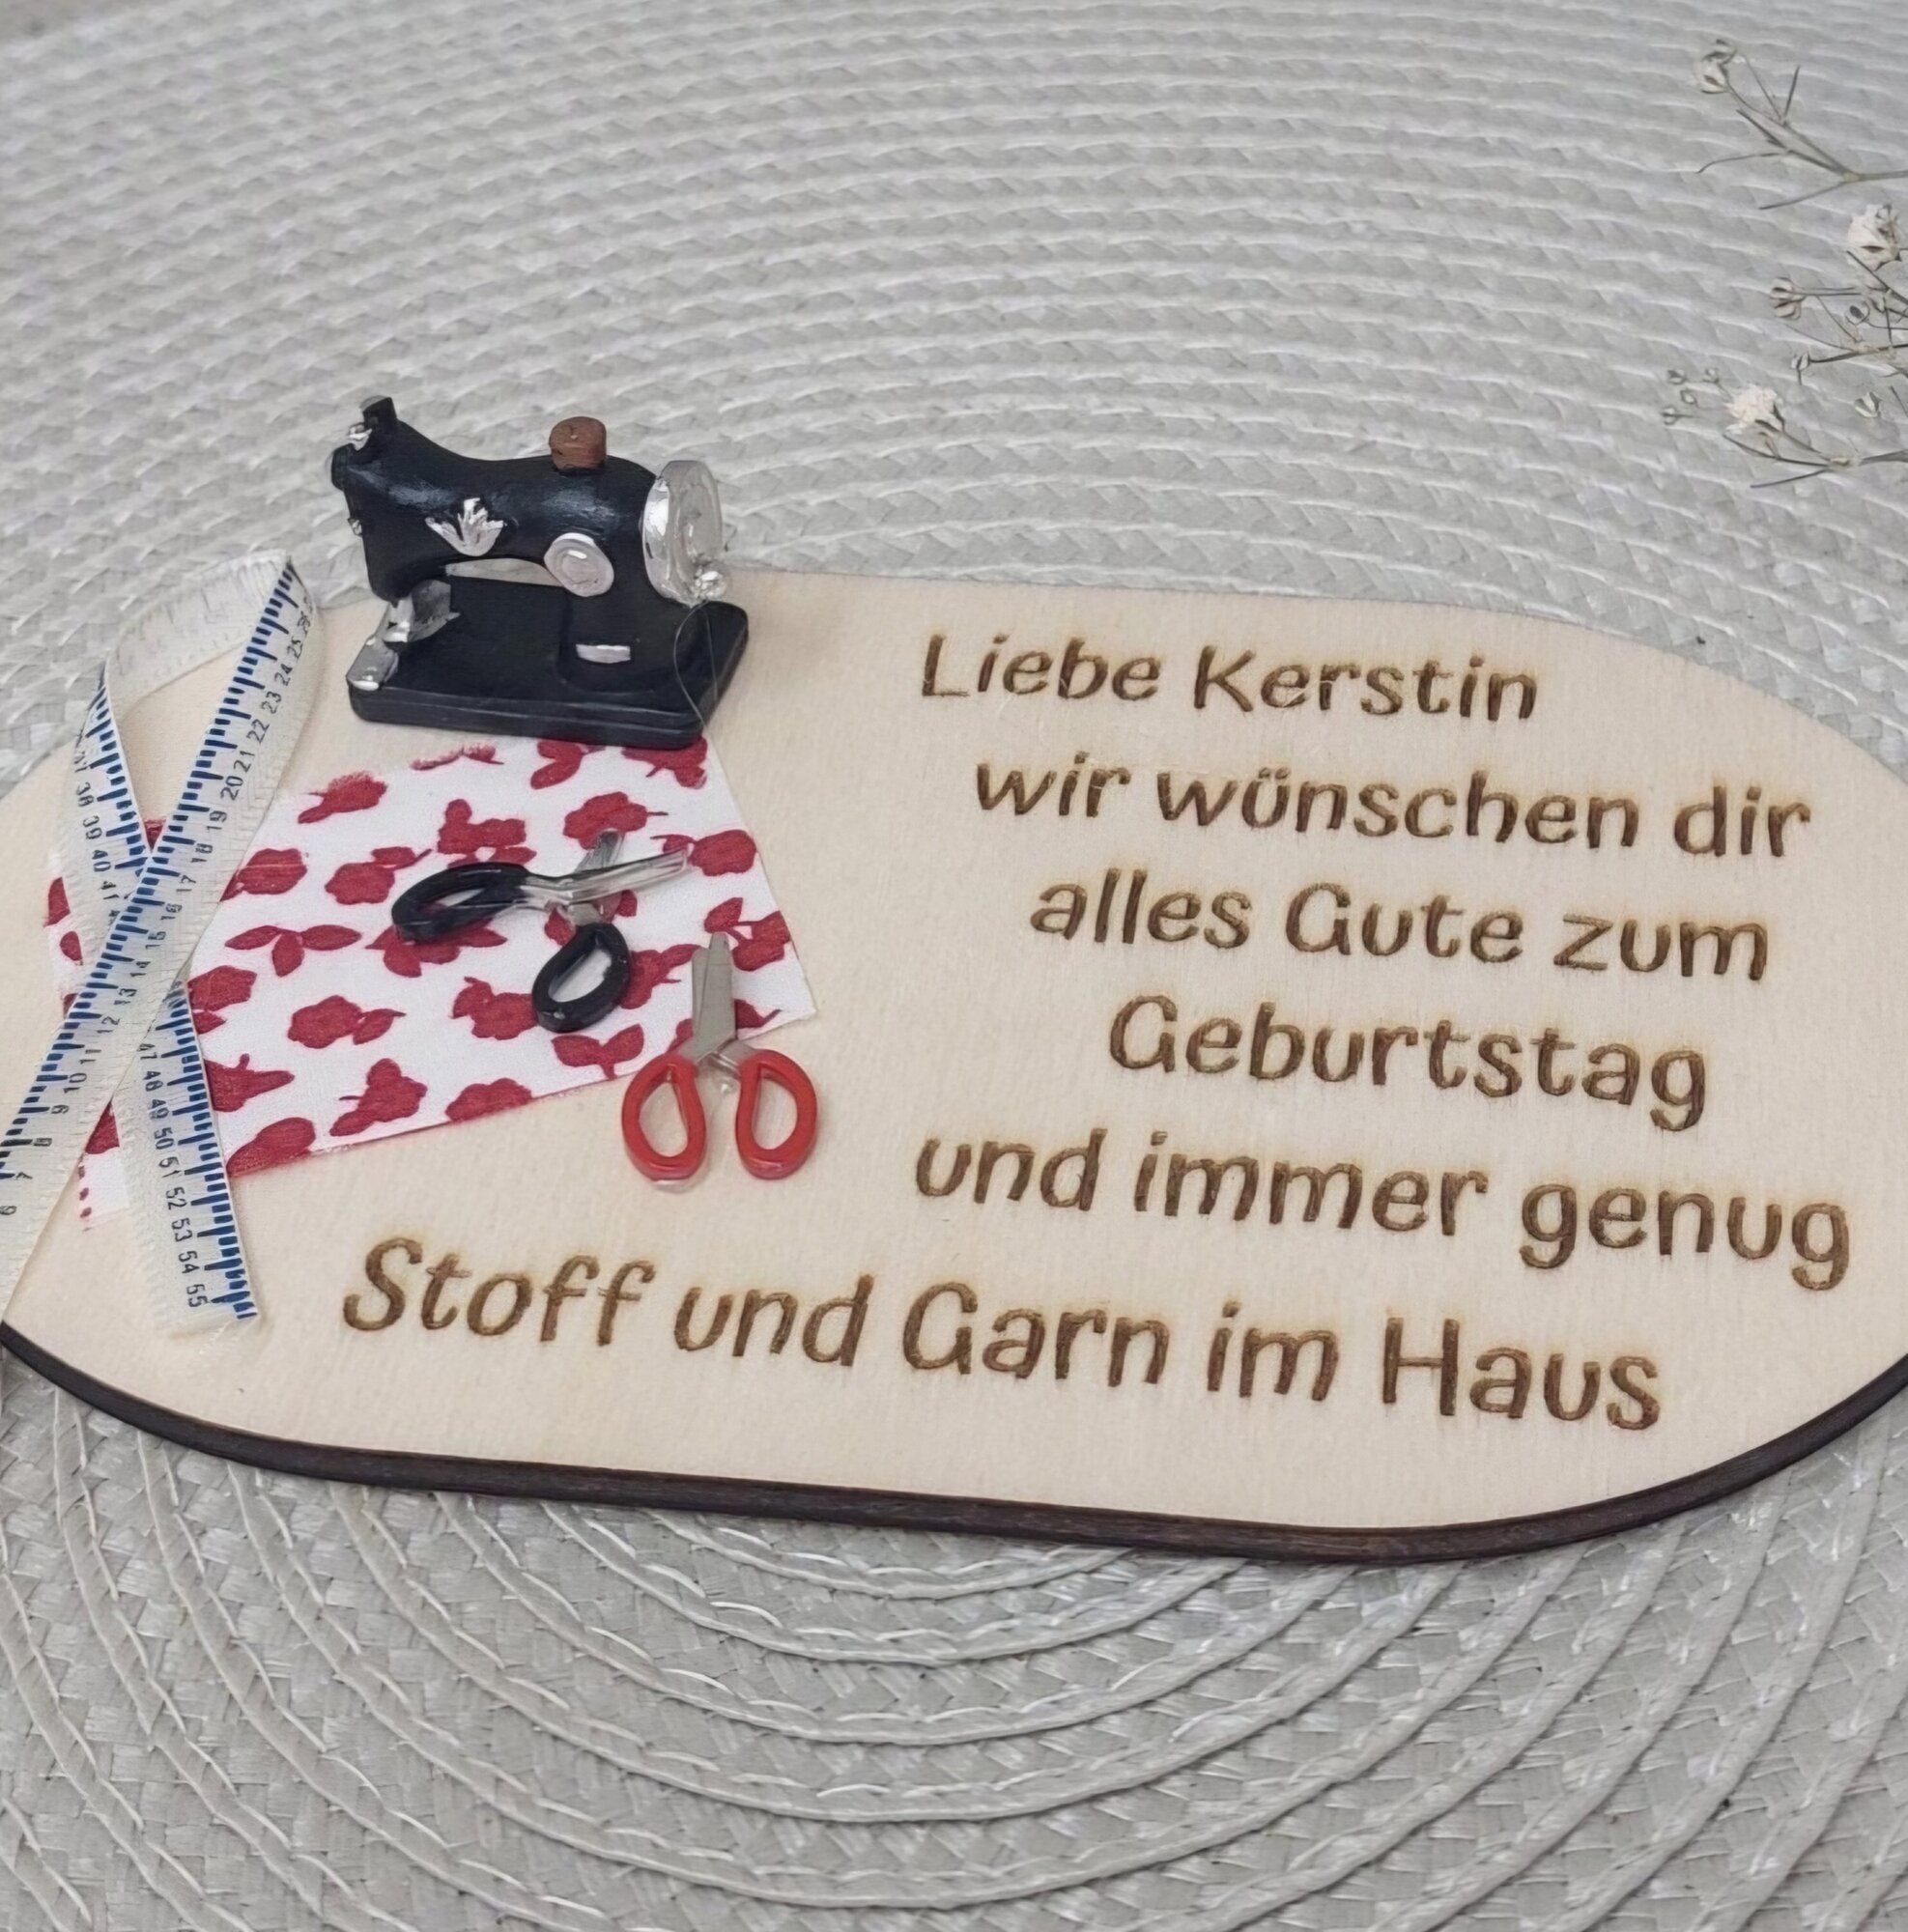 Liebe Kerstin
wir wünschen dir
alles Gute zum
Geburtstag
und immer genug
Stoff und Garn im Haus